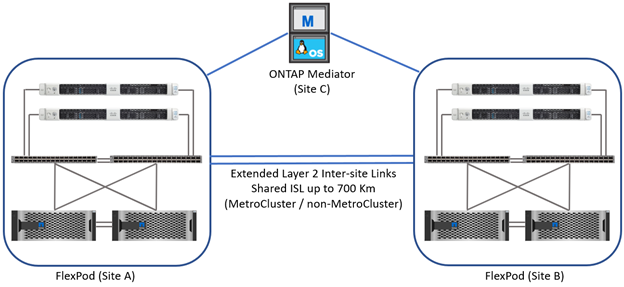 M
OS
ONTAP Mediator
(Site C)
Extended Layer 2 Inter-site Links
Shared ISL up to 700 Km
(MetroCluster / non-MetroCluster)
FlexPod (Site A)
FlexPod (Site B)